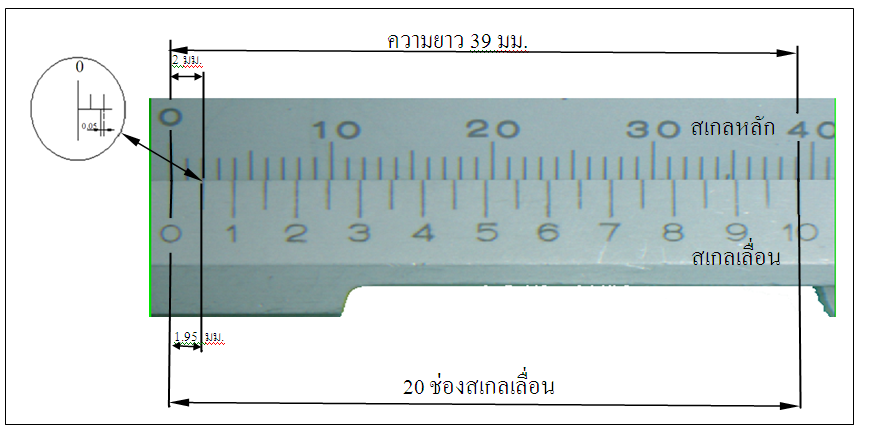 ความยาว 39 มม.
2 มม.
0
0.05
0 10 20 30 40
สเกลหลัก
0 1 2 3 4 5 6 7 8 9 10
สเกลเลื่อน
1.95 มม.
20 ช่องสเกลเลื่อน